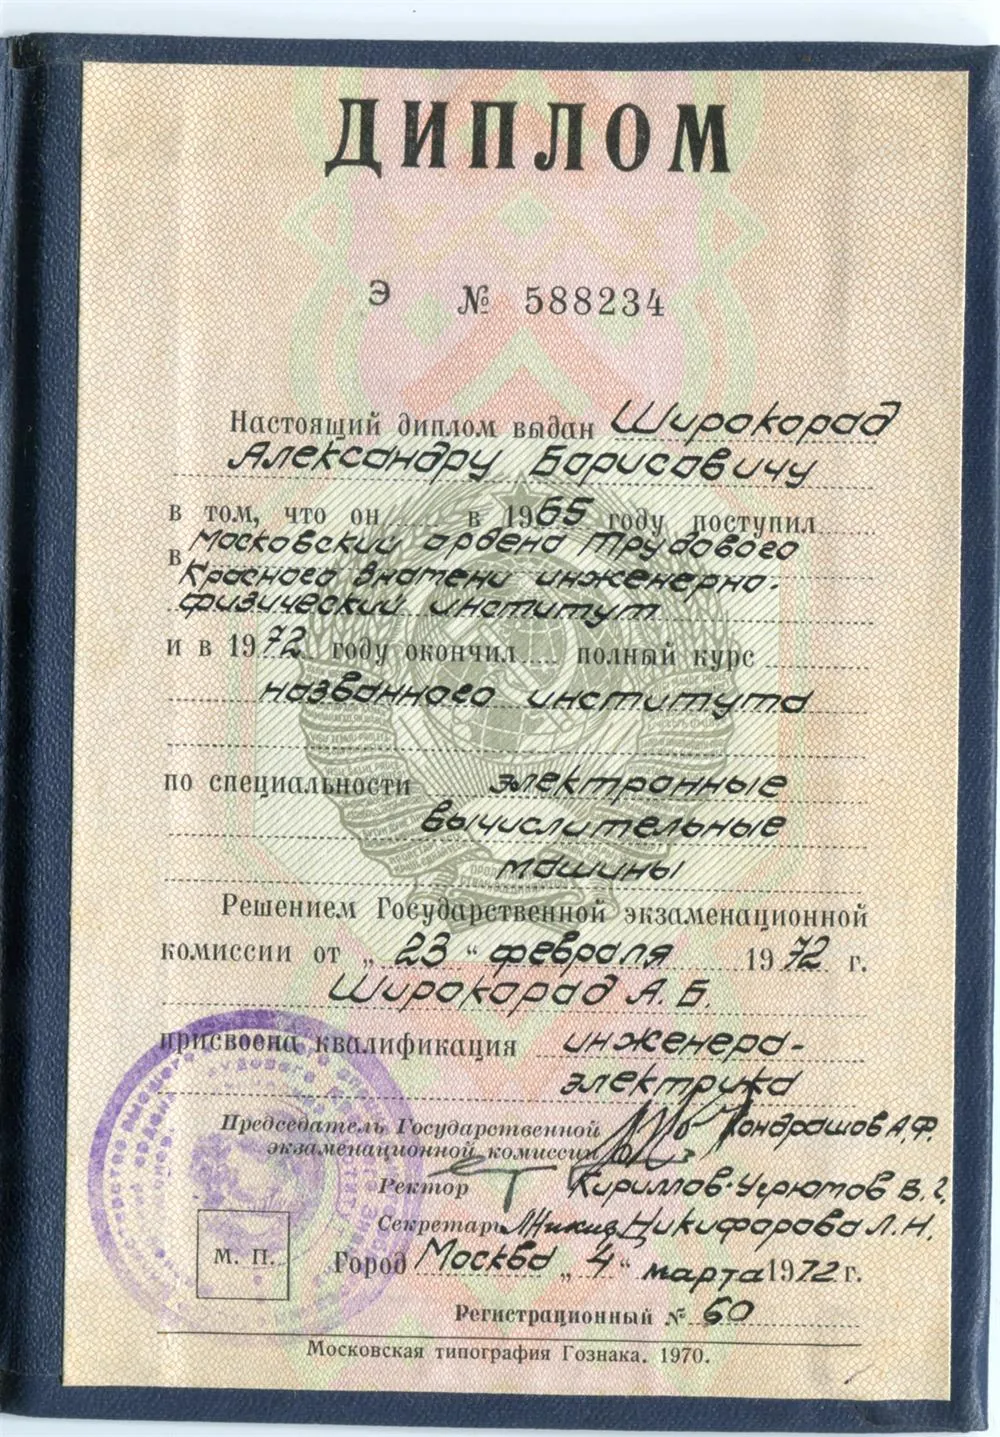 ДИПЛОМ
Э № 588234
Настоящий диплом выдан Широкорад
Александру Борисовичу
в том, что он в 1965 году поступил
в Московский ордена Трудового
Красного Знамени инженерно-
физический институт
и в 1972 году окончил полный курс
названного института
по специальности электронные
вычислительные
машины
Решением Государственной экзаменационной
комиссии от „23“ февраля 1972 г.
Широкорад А.Б.
присвоена квалификация инженера-
электрика
Председатель Государственной
экзаменационной комиссии Кондрашов А.Ф.
Ректор Кириллов-Угрюмов В.Г.
Секретарь Никифорова Л.Н.
М. П. Город Москва „4“ марта 1972 г.
Регистрационный № 60
Московская типография Гознака. 1970.